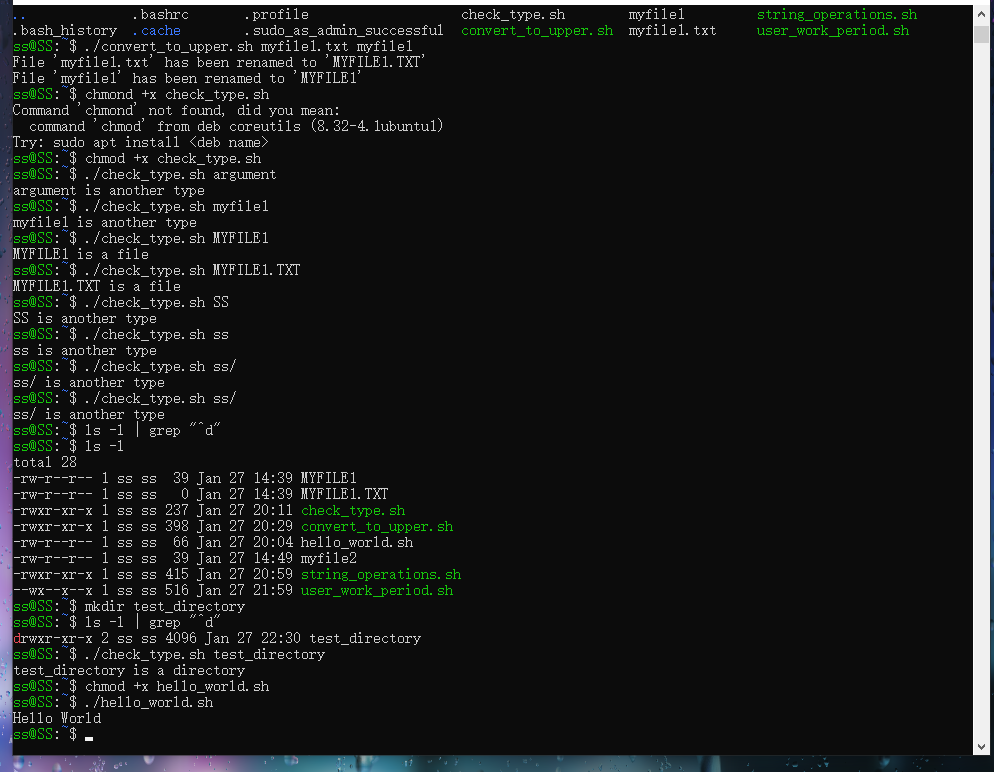 ..               .bashrc       .profile                   check_type.sh        myfile1      string_operations.sh
.bash_history  .cache        .sudo_as_admin_successful  convert_to_upper.sh  myfile1.txt  user_work_period.sh
ss@SS:~$ ./convert_to_upper.sh myfile1.txt myfile1
File 'myfile1.txt' has been renamed to 'MYFILE1.TXT'
File 'myfile1' has been renamed to 'MYFILE1'
ss@SS:~$ chmond +x check_type.sh
Command 'chmond' not found, did you mean:
  command 'chmod' from deb coreutils (8.32-4.1ubuntu1)
Try: sudo apt install <deb name>
ss@SS:~$ chmod +x check_type.sh
ss@SS:~$ ./check_type.sh argument
argument is another type
ss@SS:~$ ./check_type.sh myfile1
myfile1 is another type
ss@SS:~$ ./check_type.sh MYFILE1
MYFILE1 is a file
ss@SS:~$ ./check_type.sh MYFILE1.TXT
MYFILE1.TXT is a file
ss@SS:~$ ./check_type.sh SS
SS is another type
ss@SS:~$ ./check_type.sh ss
ss is another type
ss@SS:~$ ./check_type.sh ss/
ss/ is another type
ss@SS:~$ ./check_type.sh ss/
ss/ is another type
ss@SS:~$ ls -l | grep "^d"
ss@SS:~$ ls -l
total 28
-rw-r--r-- 1 ss ss  39 Jan 27 14:39 MYFILE1
-rw-r--r-- 1 ss ss   0 Jan 27 14:39 MYFILE1.TXT
-rwxr-xr-x 1 ss ss 237 Jan 27 20:11 check_type.sh
-rwxr-xr-x 1 ss ss 398 Jan 27 20:29 convert_to_upper.sh
-rw-r--r-- 1 ss ss  66 Jan 27 20:04 hello_world.sh
-rw-r--r-- 1 ss ss  39 Jan 27 14:49 myfile2
-rwxr-xr-x 1 ss ss 415 Jan 27 20:59 string_operations.sh
--wx--x--x 1 ss ss 516 Jan 27 21:59 user_work_period.sh
ss@SS:~$ mkdir test_directory
ss@SS:~$ ls -l | grep "^d"
drwxr-xr-x 2 ss ss 4096 Jan 27 22:30 test_directory
ss@SS:~$ ./check_type.sh test_directory
test_directory is a directory
ss@SS:~$ chmod +x hello_world.sh
ss@SS:~$ ./hello_world.sh
Hello World
ss@SS:~$